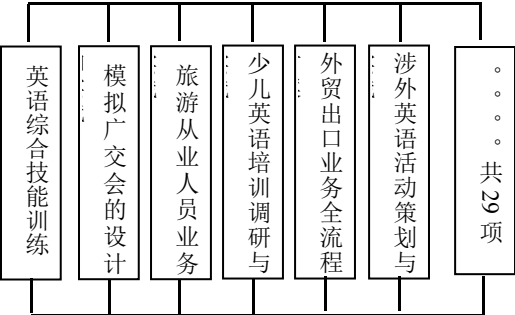 英语综合技能训练
模拟广交会的设计
旅游从业人员业务
少儿英语培训调研与
外贸出口业务全流程
涉外英语活动策划与
。。。。共 29 项